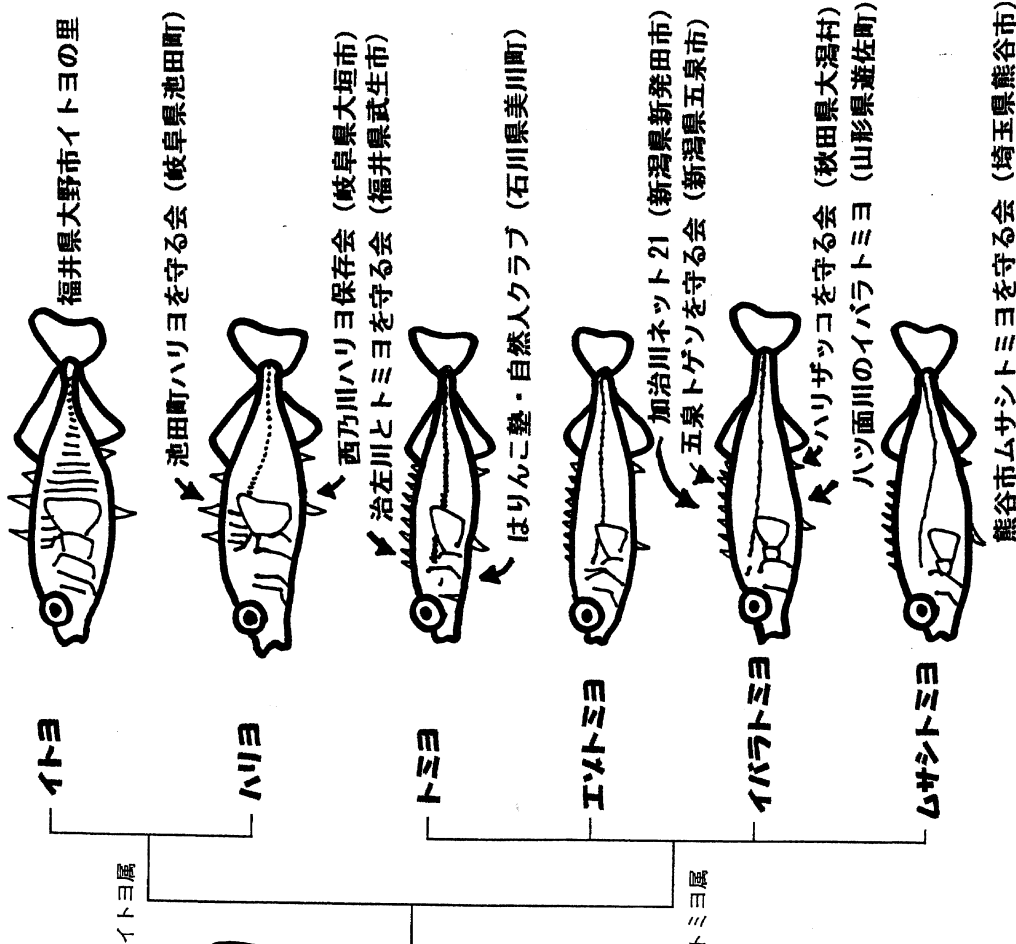 イトヨ
福井県大野市イトヨの里
イトヨ属
池田町ハリヨを守る会（岐阜県池田町）
ハリヨ
西乃川ハリヨ保存会（岐阜県大垣市）
治左川とトミヨを守る会（福井県武生市）
トミヨ
はりんこ塾・自然人クラブ（石川県美川町）
エゾトミヨ
加治川ネット21（新潟県新発田市）
五泉トゲソを守る会（新潟県五泉市）
トミヨ属
イバラトミヨ
ハリザッコを守る会（秋田県大潟村）
八ツ面川のイバラトミヨ（山形県遊佐町）
ムサシトミヨ
熊谷市ムサシトミヨを守る会（埼玉県熊谷市）